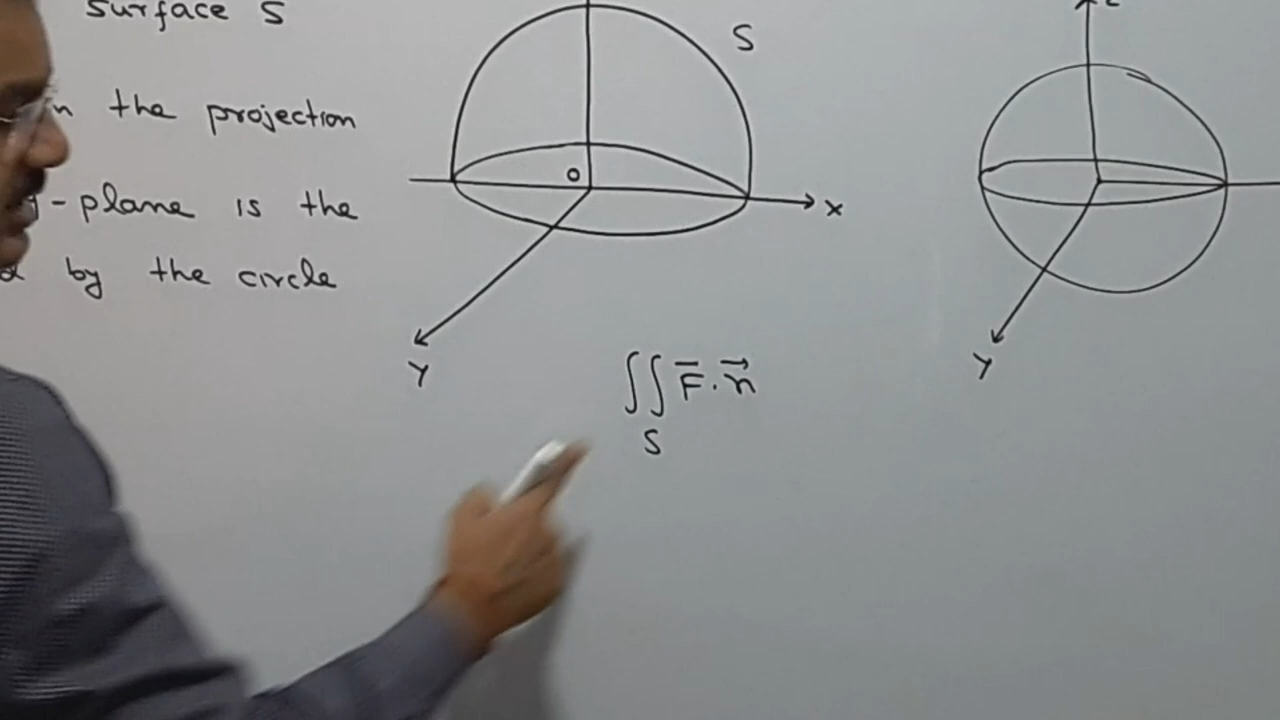 surface S
the projection
-plane is the
by the circle
S
O
X
Y
∬ F̄ . n⃗
S
Y